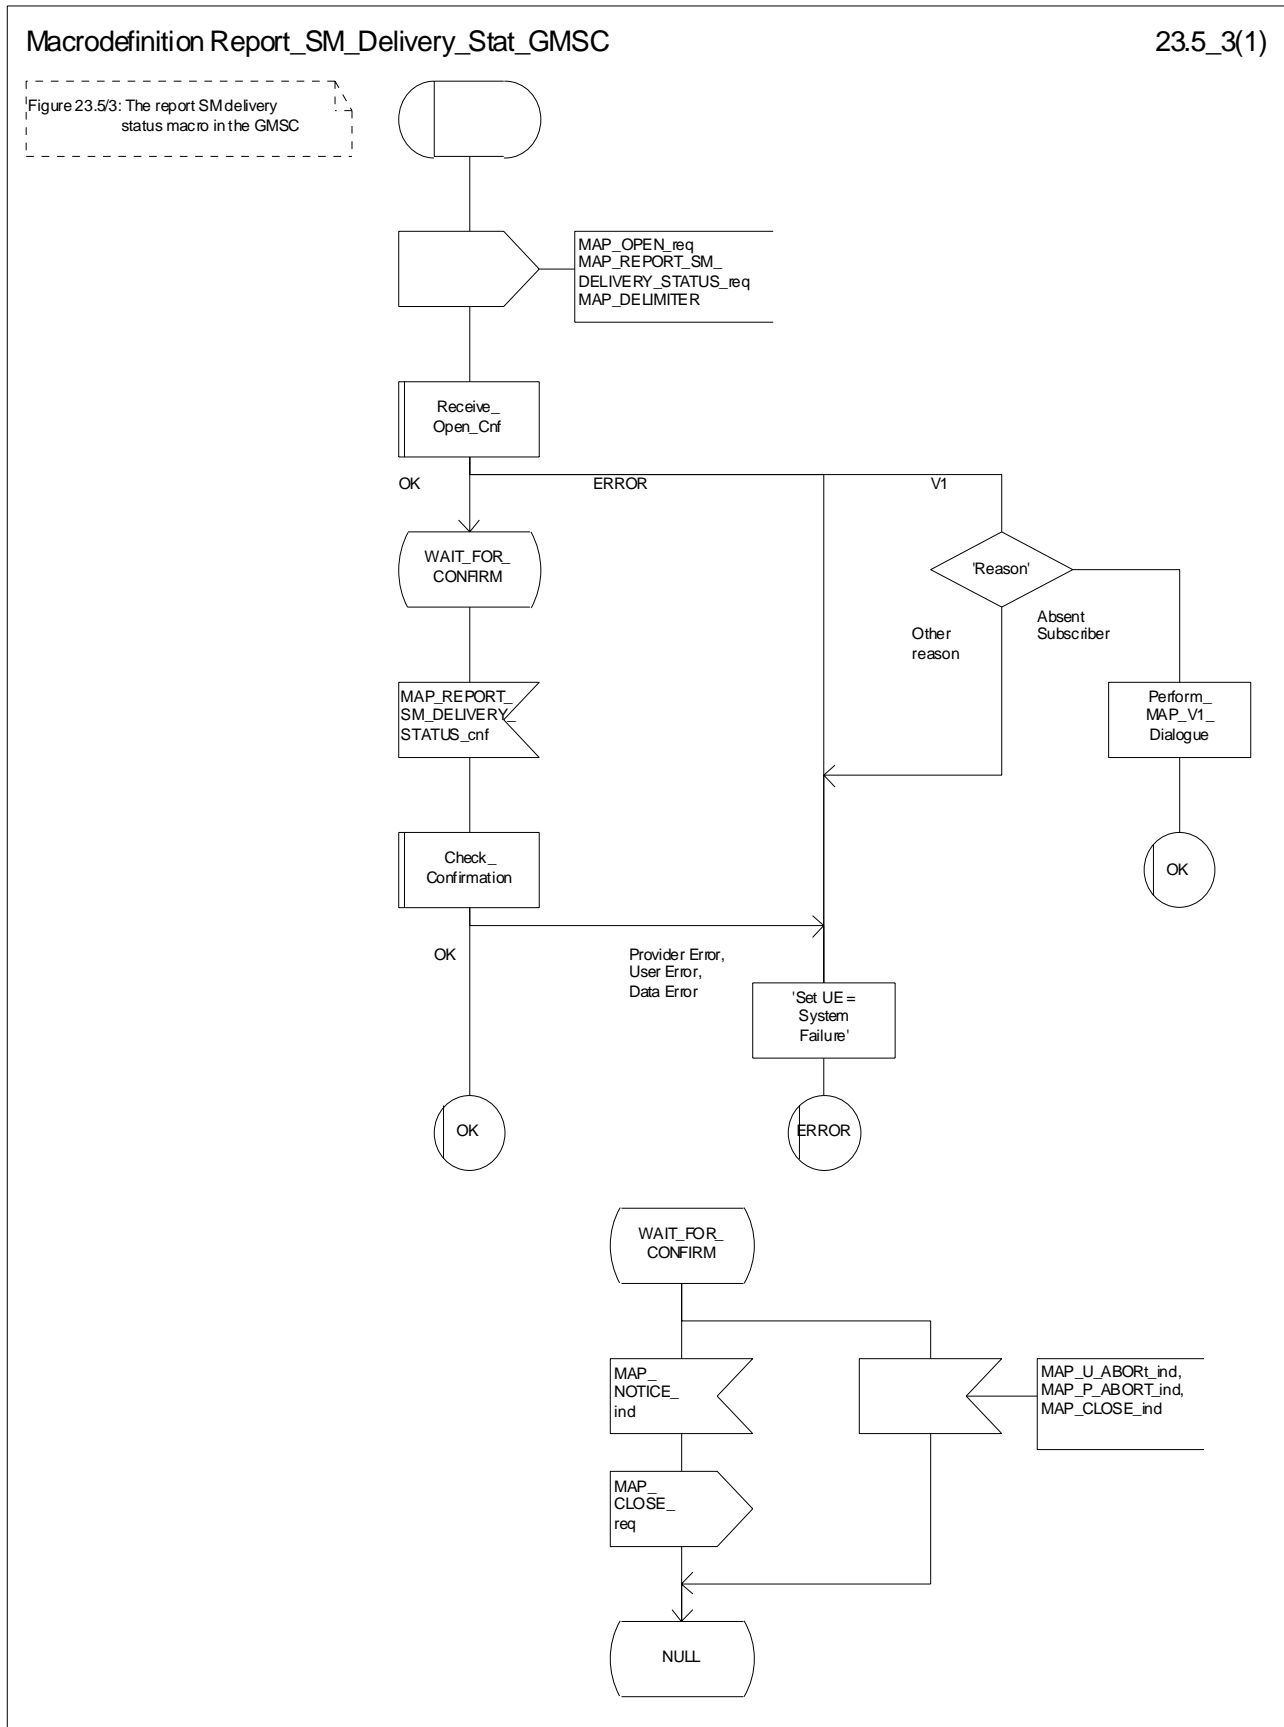 Macrodefinition Report_SM_Delivery_Stat_GMSC
23.5_3(1)
Figure 23.5/3: The report SM delivery
status macro in the GMSC
MAP_OPEN_req
MAP_REPORT_SM_
DELIVERY_STATUS_req
MAP_DELIMITER
Receive_
Open_Cnf
OK
ERROR
V1
WAIT_FOR_
CONFIRM
'Reason'
Other
reason
Absent
Subscriber
MAP_REPORT_
SM_DELIVERY_
STATUS_cnf
Perform_
MAP_V1_
Dialogue
Check_
Confirmation
OK
OK
Provider Error,
User Error,
Data Error
'Set UE =
System
Failure'
OK
ERROR
WAIT_FOR_
CONFIRM
MAP_
NOTICE_
ind
MAP_U_ABORt_ind,
MAP_P_ABORT_ind,
MAP_CLOSE_ind
MAP_
CLOSE_
req
NULL